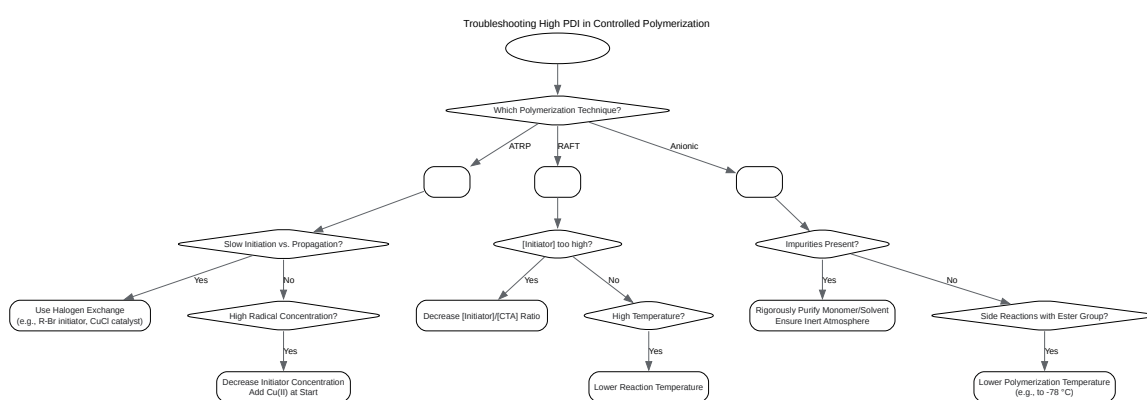 Troubleshooting High PDI in Controlled Polymerization
Which Polymerization Technique?
ATRP
RAFT
Anionic
Slow Initiation vs. Propagation?
[Initiator] too high?
Impurities Present?
Yes
No
Yes
No
Yes
No
Use Halogen Exchange
(e.g., R-Br initiator, CuCl catalyst)
High Radical Concentration?
Decrease [Initiator]/[CTA] Ratio
High Temperature?
Rigorously Purify Monomer/Solvent
Ensure Inert Atmosphere
Side Reactions with Ester Group?
Yes
Yes
Yes
Decrease Initiator Concentration
Add Cu(II) at Start
Lower Reaction Temperature
Lower Polymerization Temperature
(e.g., to -78 °C)